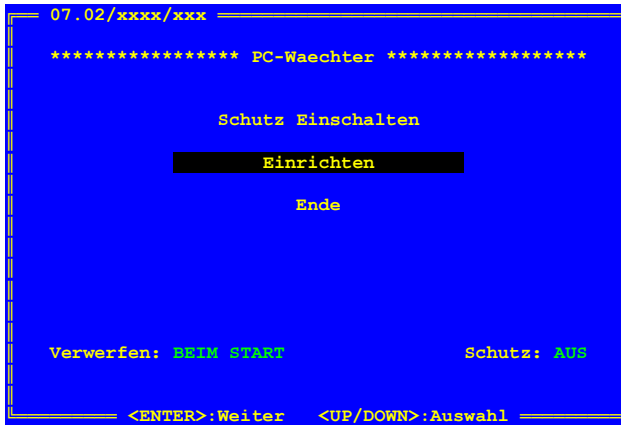 07.02/xxxx/xxx
***************** PC-Waechter ******************
Schutz Einschalten
Einrichten
Ende
Verwerfen: BEIM START Schutz: AUS
<ENTER>:Weiter <UP/DOWN>:Auswahl